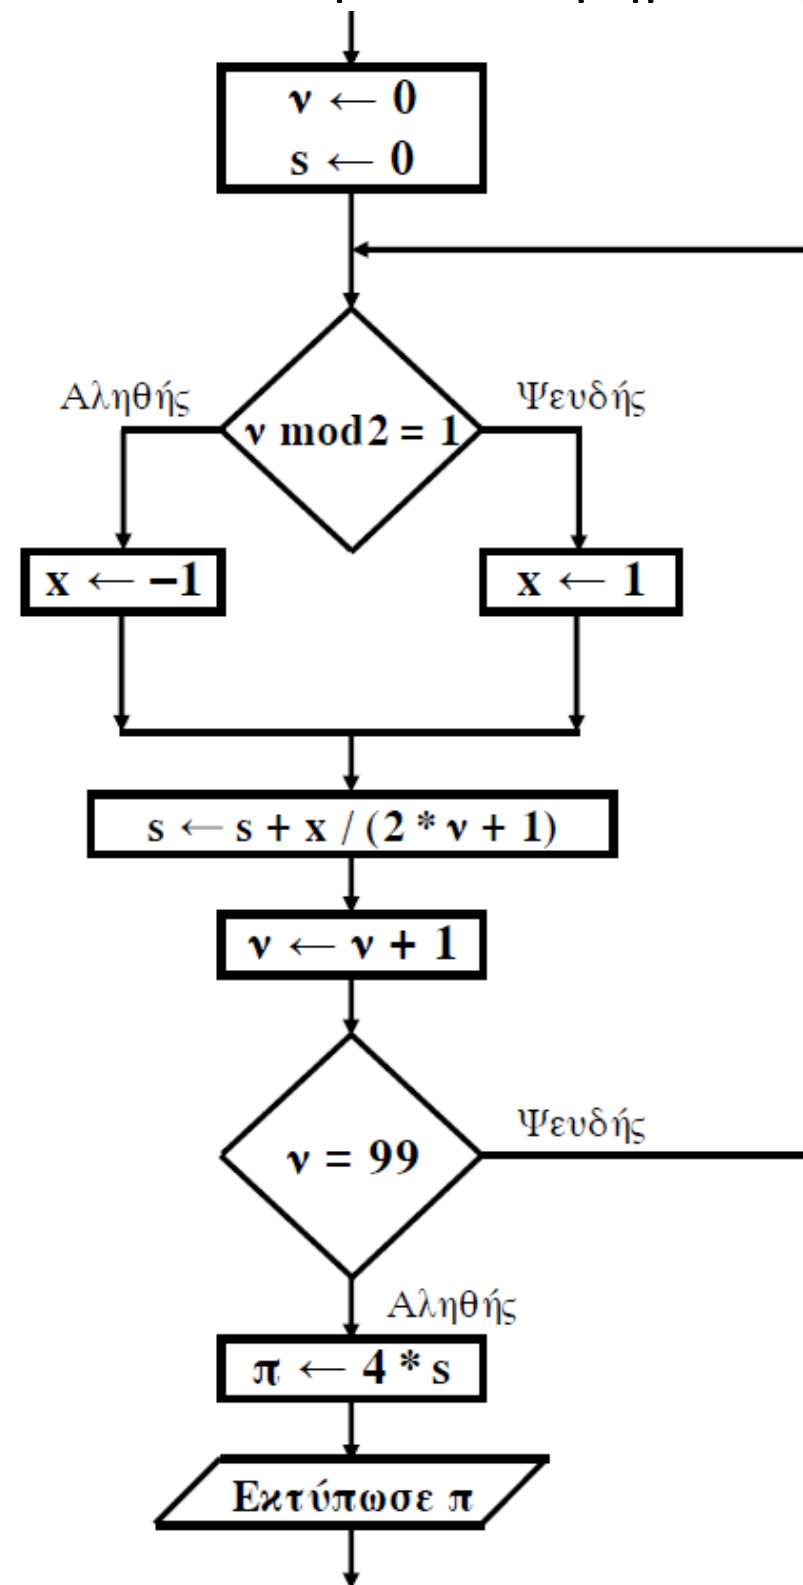 ν ← 0
s ← 0
Αληθής
Ψευδής
ν mod2 = 1
x ← −1
x ← 1
s ← s + x / (2 * ν + 1)
ν ← ν + 1
Ψευδής
ν = 99
Αληθής
π ← 4 * s
Εκτύπωσε π